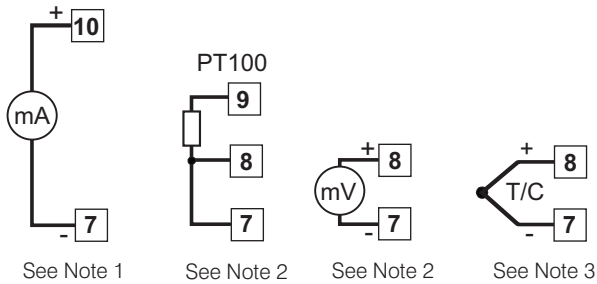 + 10
mA
- 7
See Note 1
PT100
9
8
7
See Note 2
+ 8
mV
- 7
See Note 2
+ 8
T/C
- 7
See Note 3